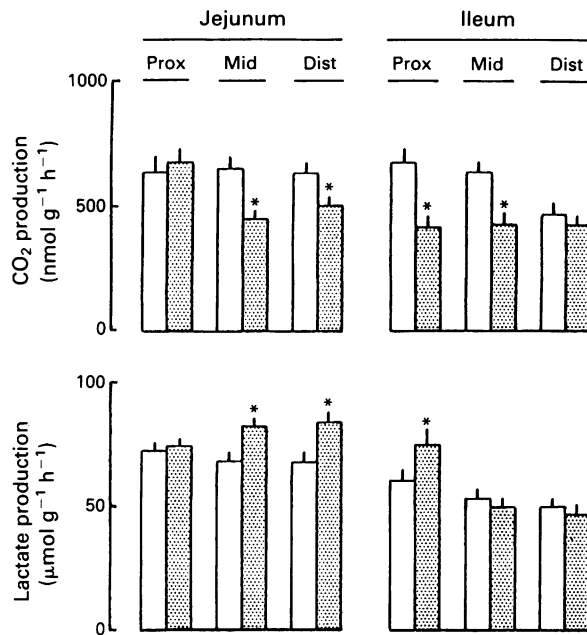 Jejunum Ileum
Prox Mid Dist Prox Mid Dist
1000
500
0
CO₂ production
(nmol g⁻¹ h⁻¹)
* * * *
100
50
0
Lactate production
(μmol g⁻¹ h⁻¹)
* * *